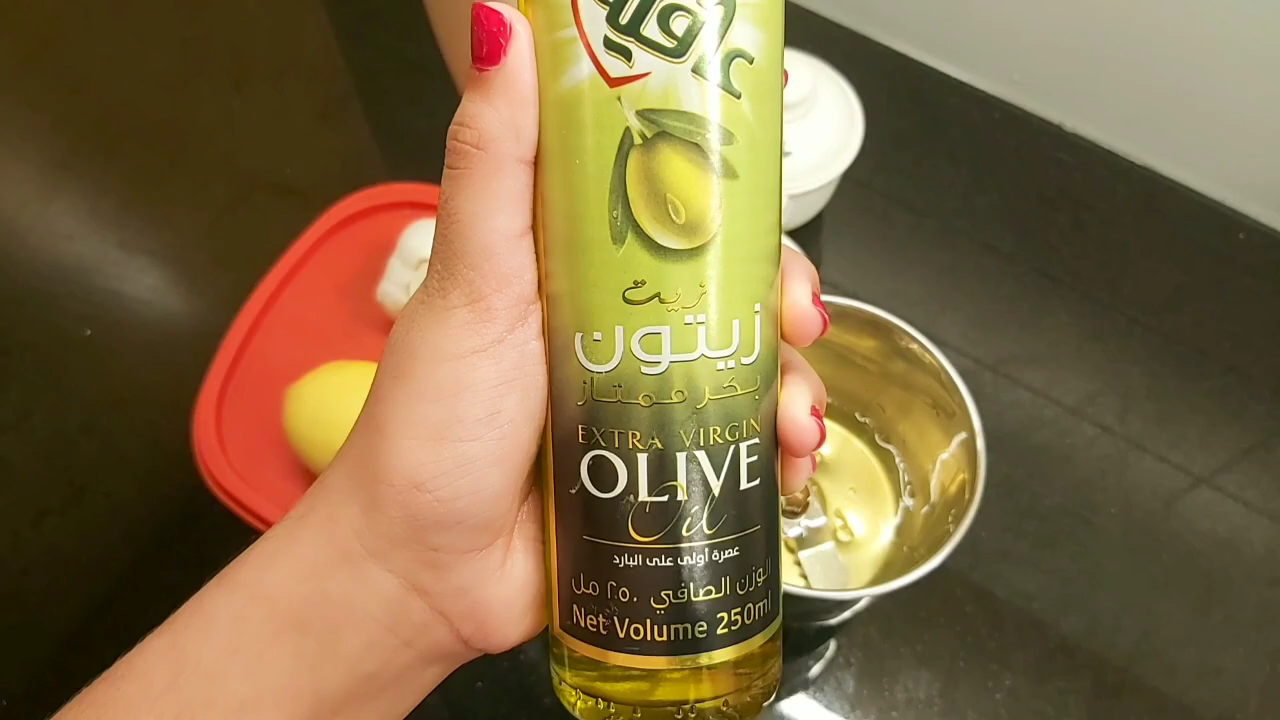 عافية
زيت
زيتون
بكر ممتاز
EXTRA VIRGIN
OLIVE
Oil
عصرة أولى على البارد
الوزن الصافي ٢٥٠ مل
Net Volume 250ml